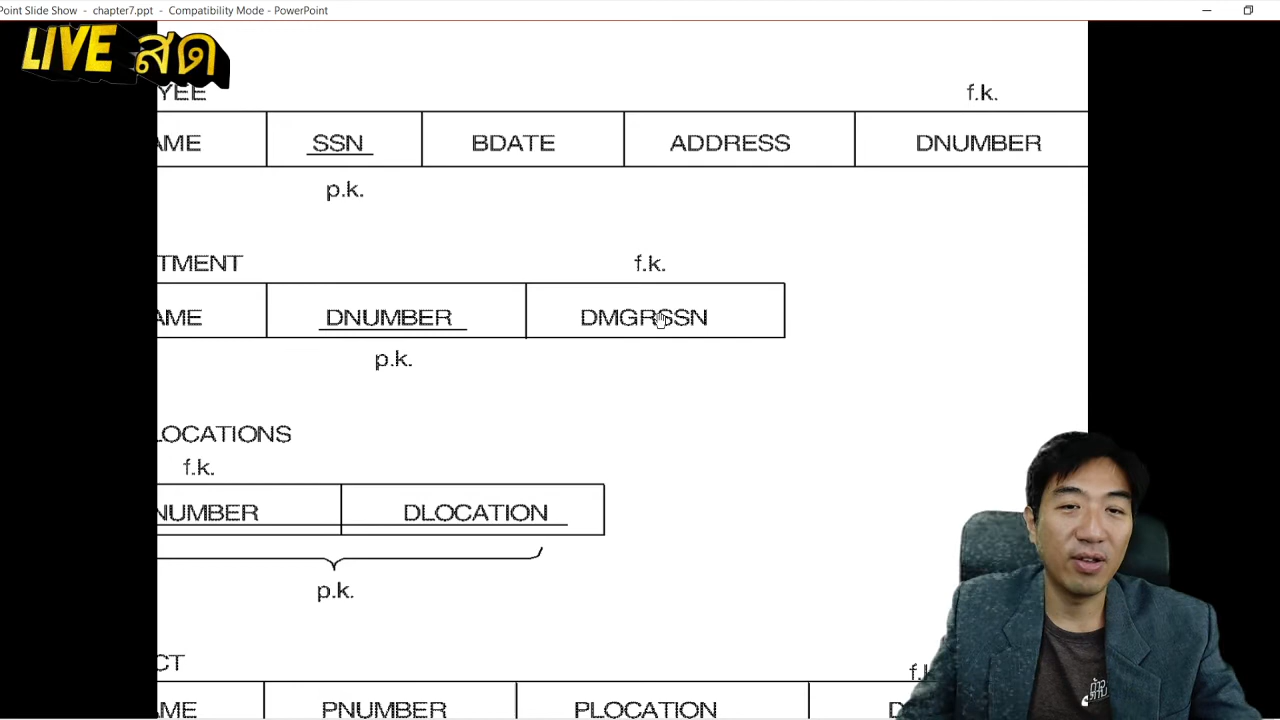 Point Slide Show - chapter7.ppt - Compatibility Mode - PowerPoint
LIVE สด
YEE
f.k.
AME SSN BDATE ADDRESS DNUMBER
p.k.
TMENT
f.k.
AME DNUMBER DMGRSSN
p.k.
LOCATIONS
f.k.
NUMBER DLOCATION
p.k.
CT
AME PNUMBER PLOCATION